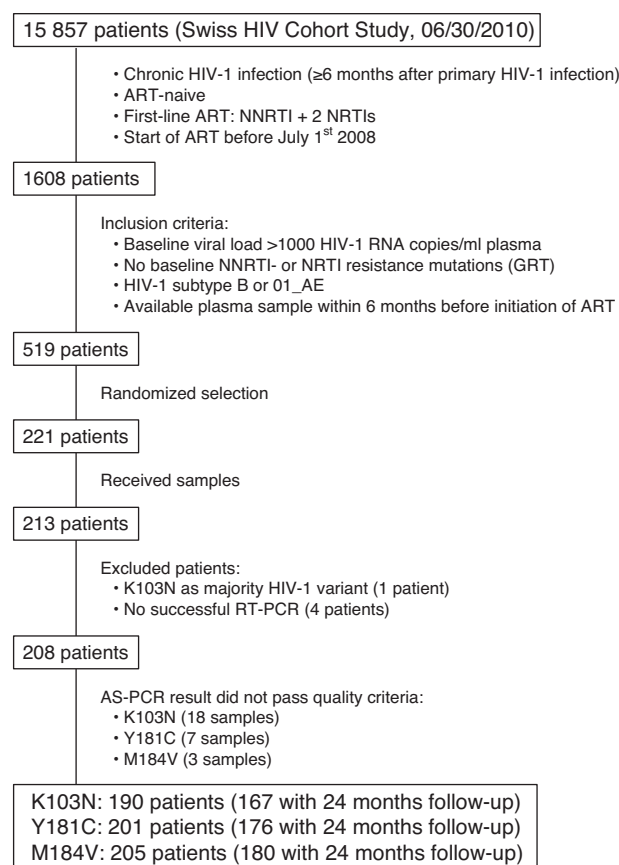 15 857 patients (Swiss HIV Cohort Study, 06/30/2010)
• Chronic HIV-1 infection (≥6 months after primary HIV-1 infection)
• ART-naive
• First-line ART: NNRTI + 2 NRTIs
• Start of ART before July 1st 2008
1608 patients
Inclusion criteria:
• Baseline viral load >1000 HIV-1 RNA copies/ml plasma
• No baseline NNRTI- or NRTI resistance mutations (GRT)
• HIV-1 subtype B or 01_AE
• Available plasma sample within 6 months before initiation of ART
519 patients
Randomized selection
221 patients
Received samples
213 patients
Excluded patients:
• K103N as majority HIV-1 variant (1 patient)
• No successful RT-PCR (4 patients)
208 patients
AS-PCR result did not pass quality criteria:
• K103N (18 samples)
• Y181C (7 samples)
• M184V (3 samples)
K103N: 190 patients (167 with 24 months follow-up)
Y181C: 201 patients (176 with 24 months follow-up)
M184V: 205 patients (180 with 24 months follow-up)